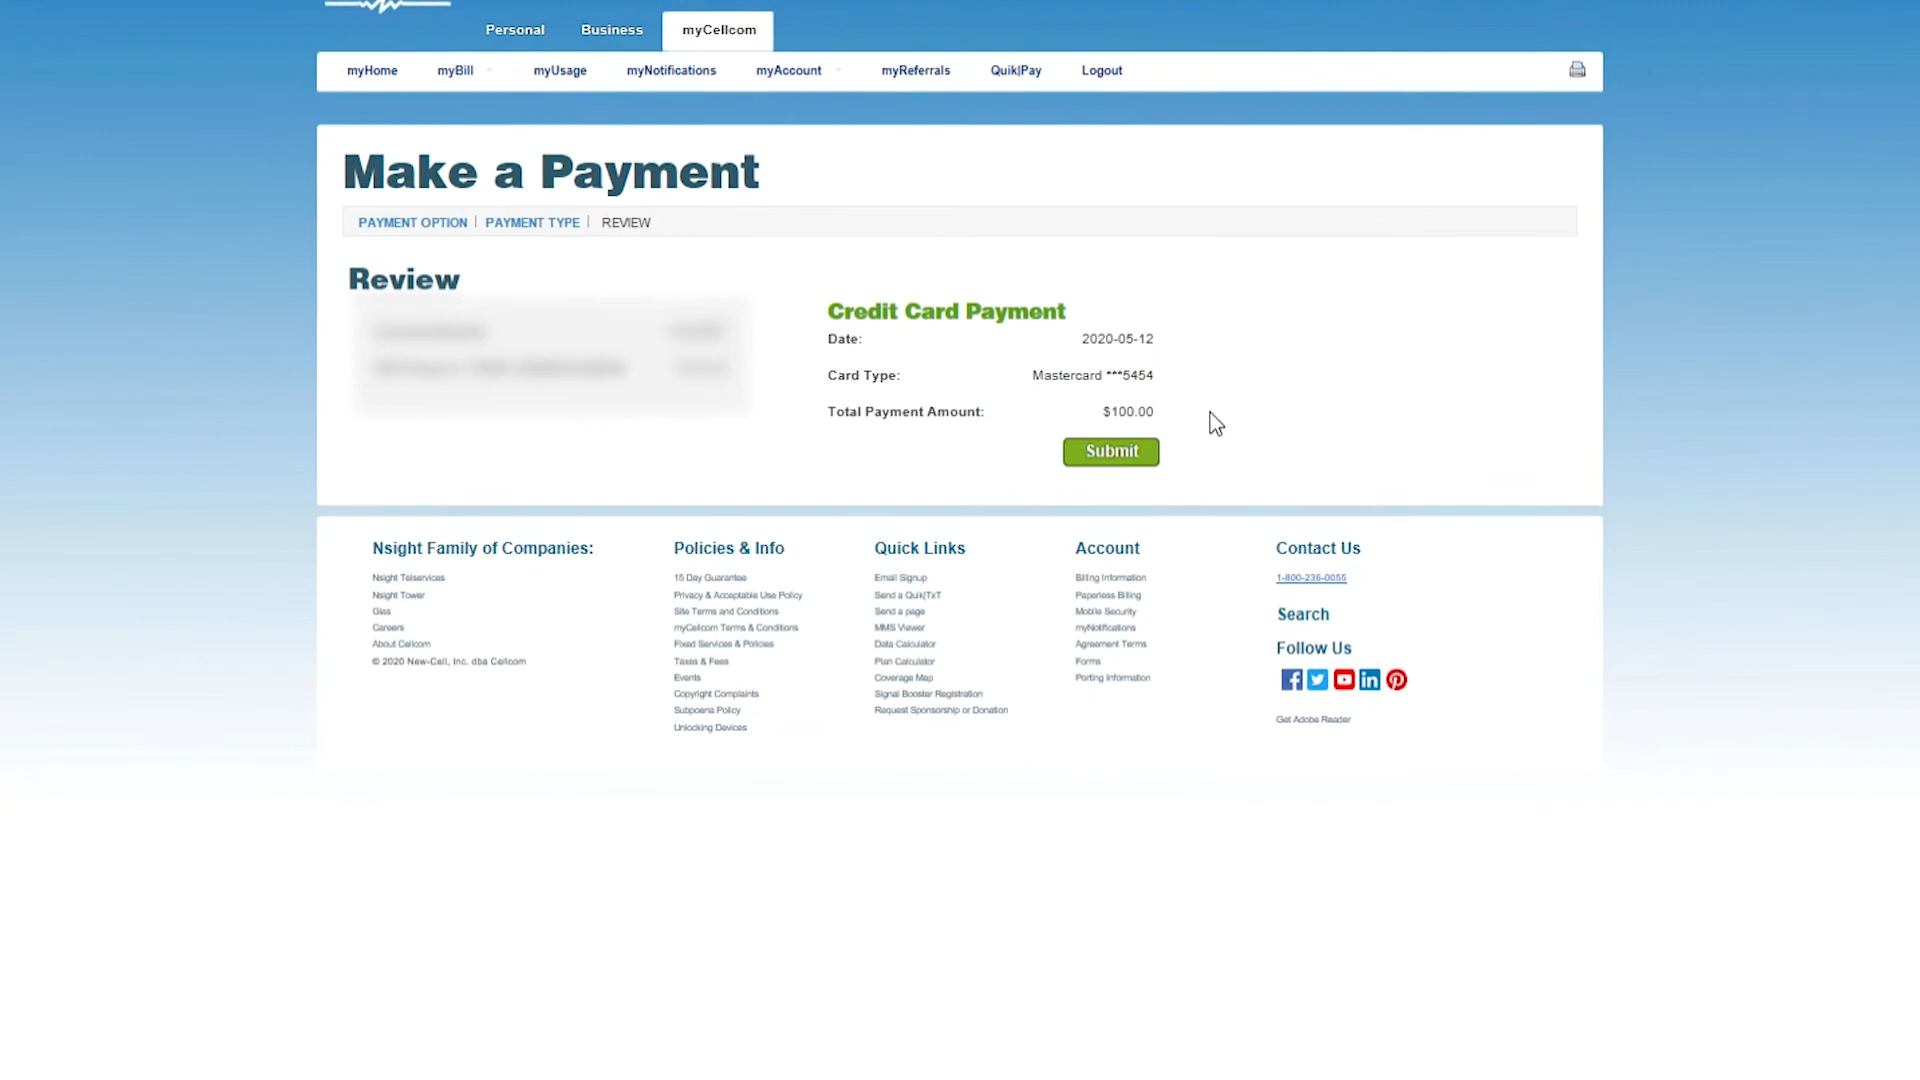 Personal Business myCellcom
myHome myBill myUsage myNotifications myAccount myReferrals Quik|Pay Logout
Make a Payment
PAYMENT OPTION | PAYMENT TYPE | REVIEW
Review
Credit Card Payment
Date: 2020-05-12
Card Type: Mastercard ***5454
Total Payment Amount: $100.00
Submit
Nsight Family of Companies:
Nsight Telservices
Nsight Tower
Glas
Careers
About Cellcom
© 2020 New-Cell, Inc. dba Cellcom
Policies & Info
15 Day Guarantee
Privacy & Acceptable Use Policy
Site Terms and Conditions
myCellcom Terms & Conditions
Fixed Services & Policies
Taxes & Fees
Events
Copyright Complaints
Subpoena Policy
Unlocking Devices
Quick Links
Email Signup
Send a Quik|TxT
Send a page
MMS Viewer
Data Calculator
Plan Calculator
Coverage Map
Signal Booster Registration
Request Sponsorship or Donation
Account
Billing Information
Paperless Billing
Mobile Security
myNotifications
Agreement Terms
Forms
Porting Information
Contact Us
1-800-236-0055
Search
Follow Us
Get Adobe Reader